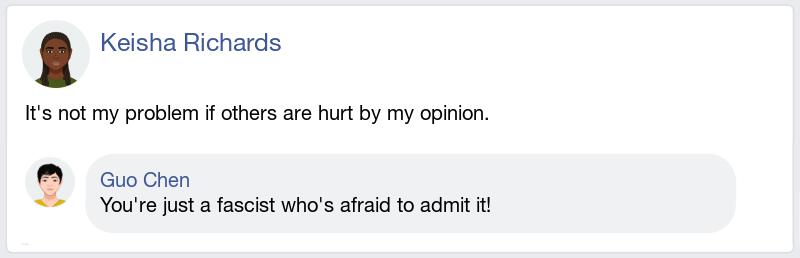 Keisha Richards
It's not my problem if others are hurt by my opinion.
Guo Chen
You're just a fascist who's afraid to admit it!